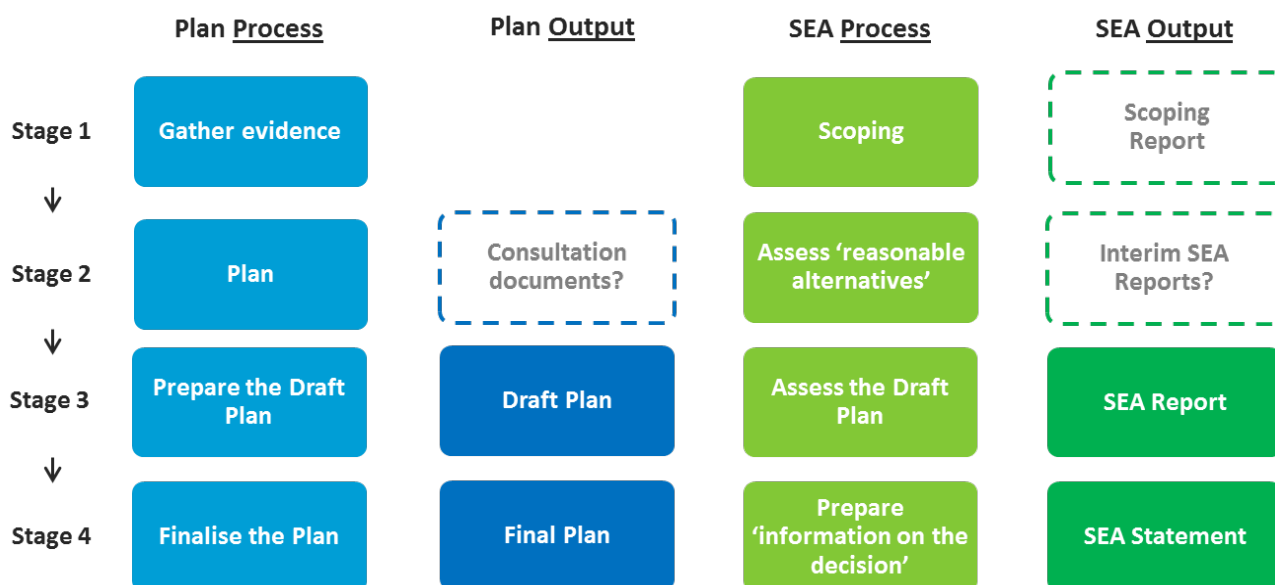 Plan Process
Plan Output
SEA Process
SEA Output
Stage 1
Gather evidence
Scoping
Scoping
Report
Stage 2
Plan
Consultation
documents?
Assess ‘reasonable
alternatives’
Interim SEA
Reports?
Stage 3
Prepare the Draft
Plan
Draft Plan
Assess the Draft
Plan
SEA Report
Stage 4
Finalise the Plan
Final Plan
Prepare
‘information on the
decision’
SEA Statement